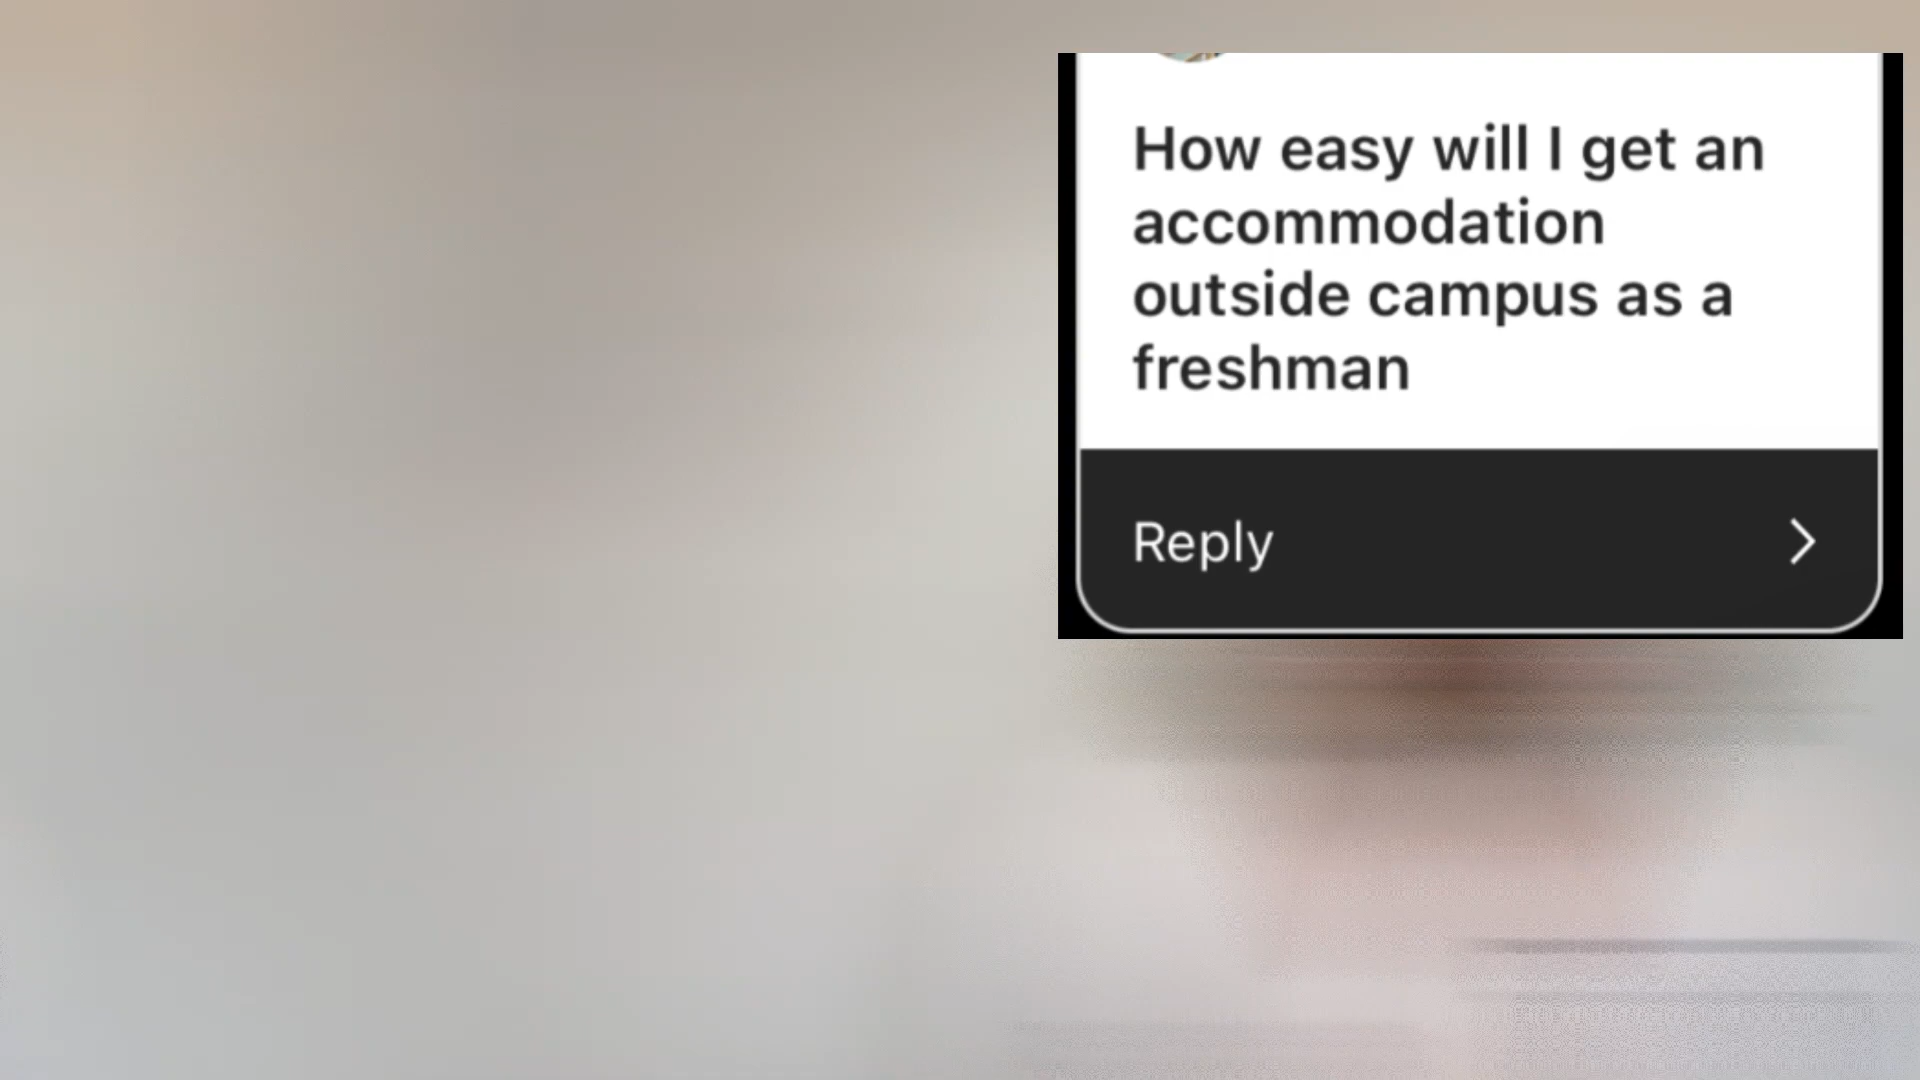 How easy will I get an
accommodation
outside campus as a
freshman
Reply